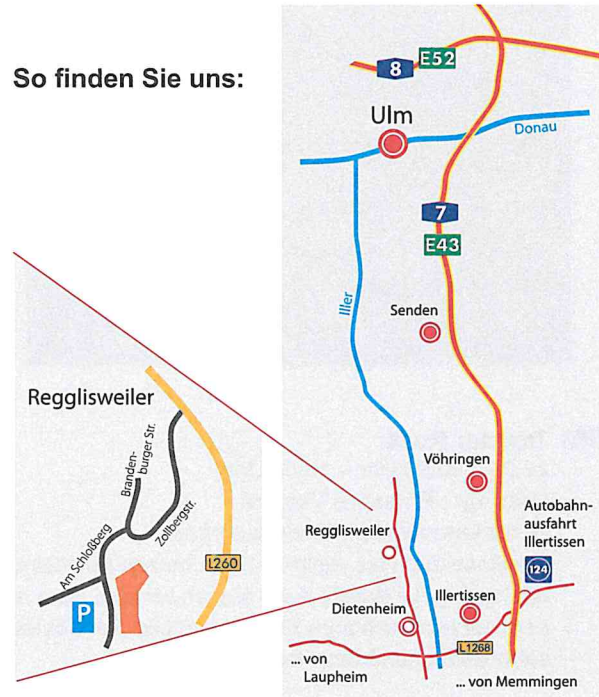 So finden Sie uns:
8
E52
Ulm
Donau
7
E43
Iller
Senden
Vöhringen
Autobahn-
ausfahrt
Illertissen
124
Regglisweiler
Illertissen
Dietenheim
L1268
... von
Laupheim
... von Memmingen
Regglisweiler
Branden-
burger Str.
Zollbergstr.
Am Schloßberg
L260
P